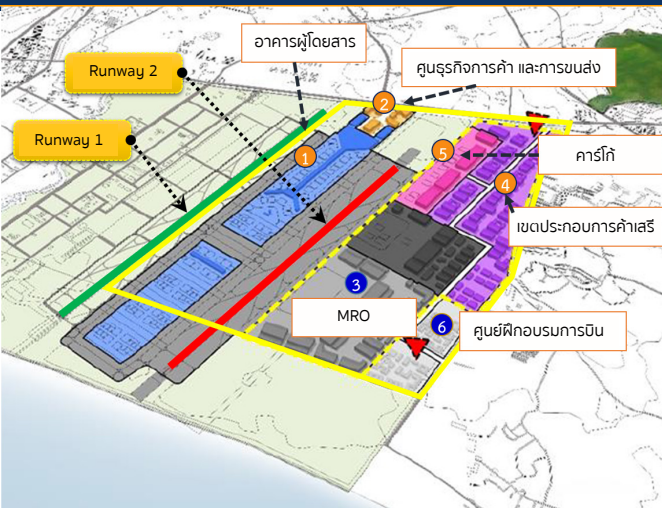 อาคารผู้โดยสาร
ศูนธุรกิจการค้า และการขนส่ง
Runway 2
2
Runway 1
1
5
คาร์โก้
4
เขตประกอบการค้าเสรี
3
MRO
6
ศูนย์ฝึกอบรมการบิน